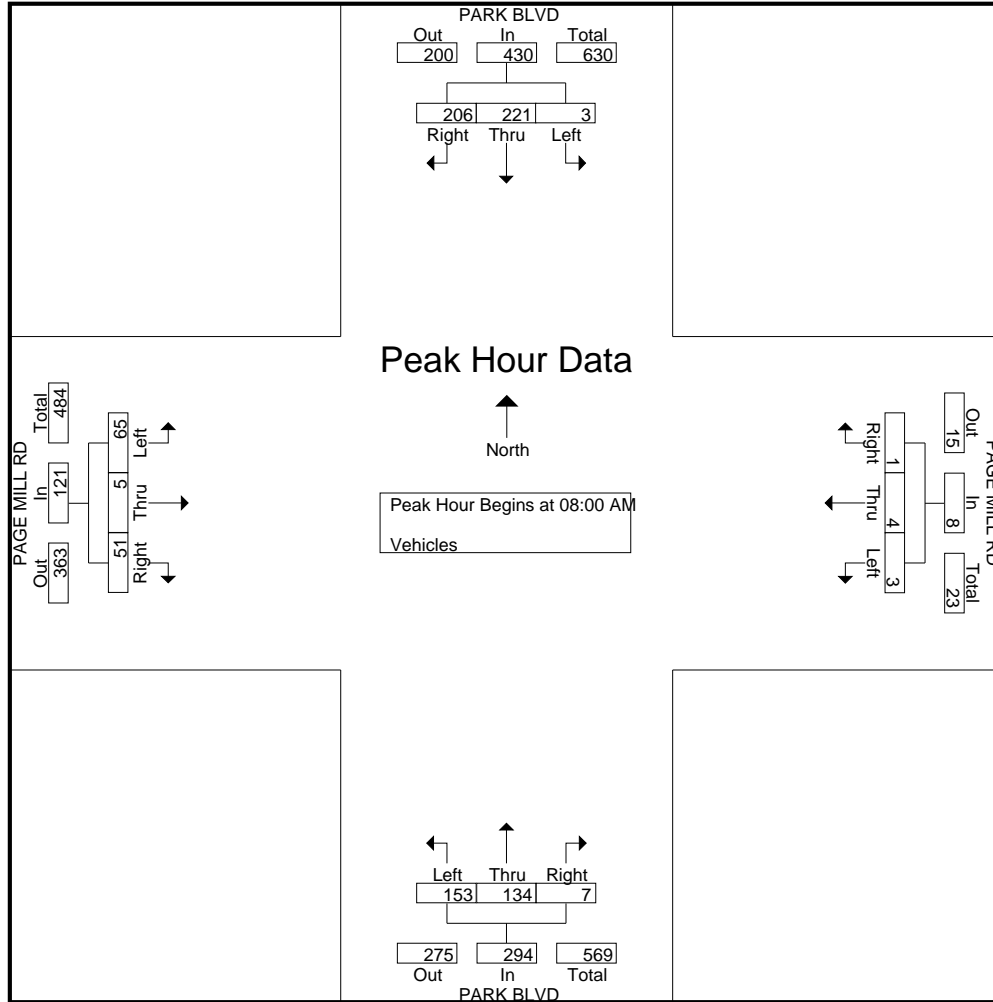 PARK BLVD
Out In Total
200 430 630
206 221 3
Right Thru Left
Peak Hour Data
North
Peak Hour Begins at 08:00 AM
Vehicles
PAGE MILL RD
Out In Total
363 121 484
Left Thru Right
65 5 51
PAGE MILL RD
Out In Total
15 8 23
Right Thru Left
1 4 3
Left Thru Right
153 134 7
275 294 569
Out In Total
PARK BLVD